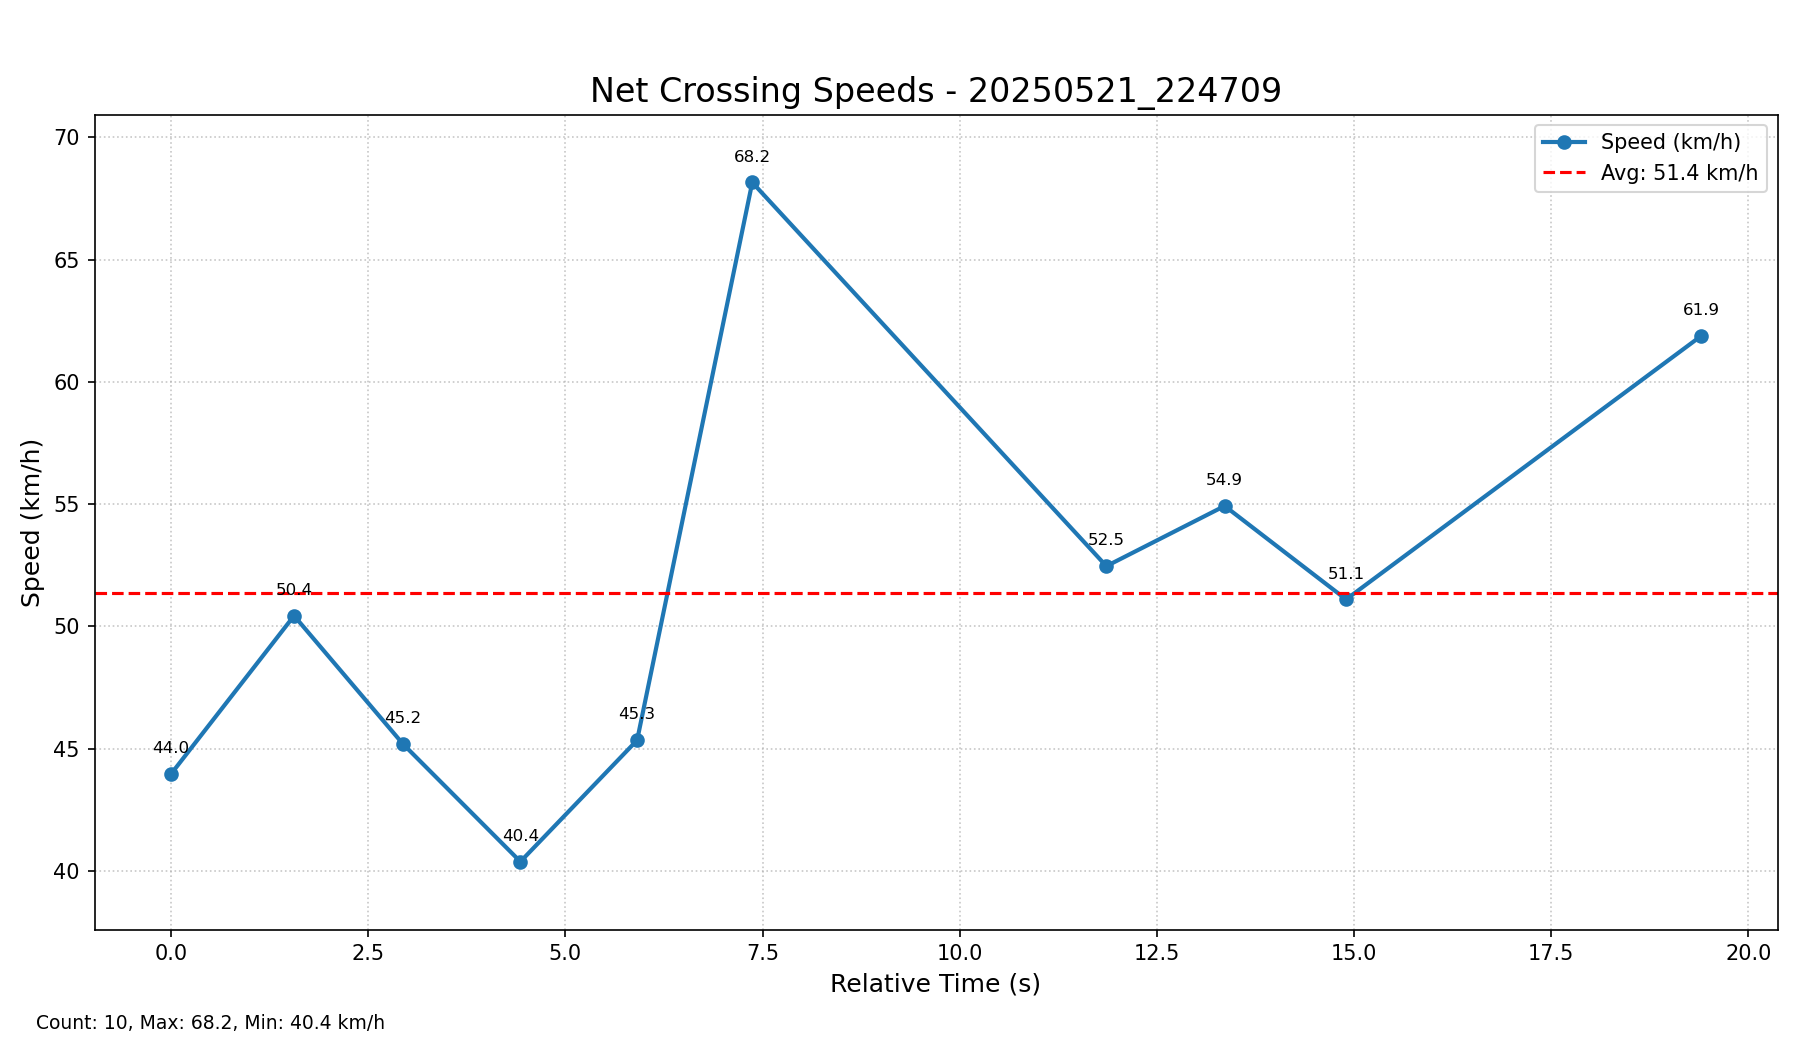 Net Crossing Speeds - 20250521_224709
Speed (km/h)
Avg: 51.4 km/h
70
65
60
55
50
45
40
Speed (km/h)
44.0
50.4
45.2
40.4
45.3
68.2
52.5
54.9
51.1
61.9
0.0 2.5 5.0 7.5 10.0 12.5 15.0 17.5 20.0
Relative Time (s)
Count: 10, Max: 68.2, Min: 40.4 km/h